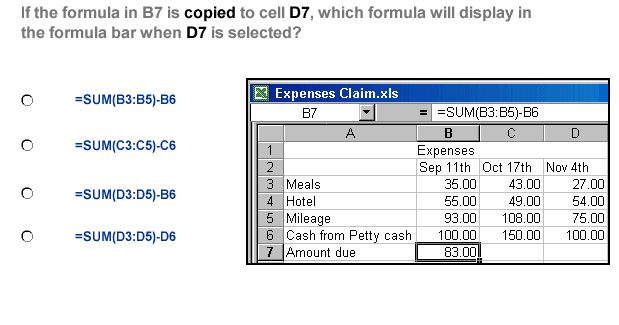 If the formula in B7 is copied to cell D7, which formula will display in
the formula bar when D7 is selected?
=SUM(B3:B5)-B6
=SUM(C3:C5)-C6
=SUM(D3:D5)-B6
=SUM(D3:D5)-D6
Expenses Claim.xls
B7 = =SUM(B3:B5)-B6
A B C D
1 Expenses
2 Sep 11th Oct 17th Nov 4th
3 Meals 35.00 43.00 27.00
4 Hotel 55.00 49.00 54.00
5 Mileage 93.00 108.00 75.00
6 Cash from Petty cash 100.00 150.00 100.00
7 Amount due 83.00